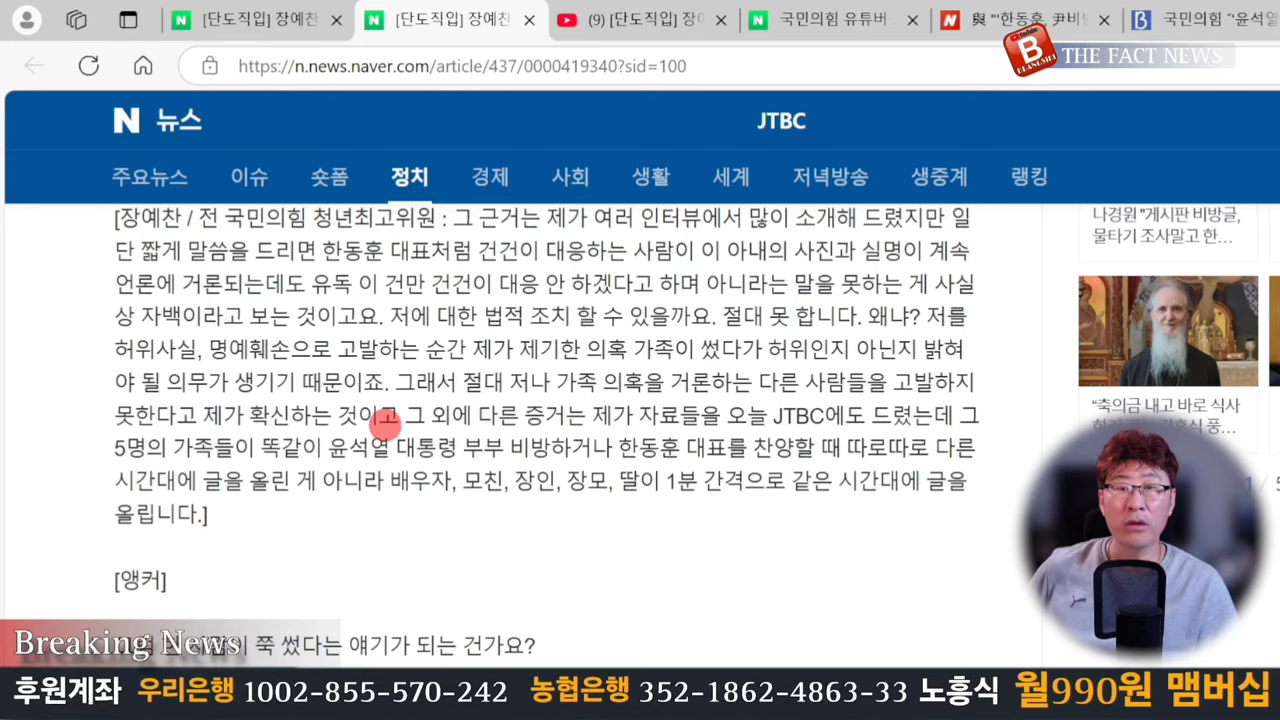 [단도직입] 장예찬
[단도직입] 장예찬
(9) [단도직입] 장예
국민의힘 유튜버
與 "'한동훈, 尹비방
국민의힘 "'윤석열
THE FACT NEWS
https://n.news.naver.com/article/437/0000419340?sid=100
N 뉴스
JTBC
주요뉴스 이슈 숏폼 정치 경제 사회 생활 세계 저녁방송 생중계 랭킹
[장예찬 / 전 국민의힘 청년최고위원 : 그 근거는 제가 여러 인터뷰에서 많이 소개해 드렸지만 일
단 짧게 말씀을 드리면 한동훈 대표처럼 건건이 대응하는 사람이 이 아내의 사진과 실명이 계속
언론에 거론되는데도 유독 이 건만 건건이 대응 안 하겠다고 하며 아니라는 말을 못하는 게 사실
상 자백이라고 보는 것이고요. 저에 대한 법적 조치 할 수 있을까요. 절대 못 합니다. 왜냐? 저를
허위사실, 명예훼손으로 고발하는 순간 제가 제기한 의혹 가족이 썼다가 허위인지 아닌지 밝혀
야 될 의무가 생기기 때문이죠. 그래서 절대 저나 가족 의혹을 거론하는 다른 사람들을 고발하지
못한다고 제가 확신하는 것이고 그 외에 다른 증거는 제가 자료들을 오늘 JTBC에도 드렸는데 그
5명의 가족들이 똑같이 윤석열 대통령 부부 비방하거나 한동훈 대표를 찬양할 때 따로따로 다른
시간대에 글을 올린 게 아니라 배우자, 모친, 장인, 장모, 딸이 1분 간격으로 같은 시간대에 글을
올립니다.]
[앵커]
쭉 썼다는 얘기가 되는 건가요?
나경원 "게시판 비방글,
물타기 조사말고 한...
"축의금 내고 바로 식사
Breaking News
후원계좌 우리은행 1002-855-570-242 농협은행 352-1862-4863-33 노흥식 월990원 맴버십